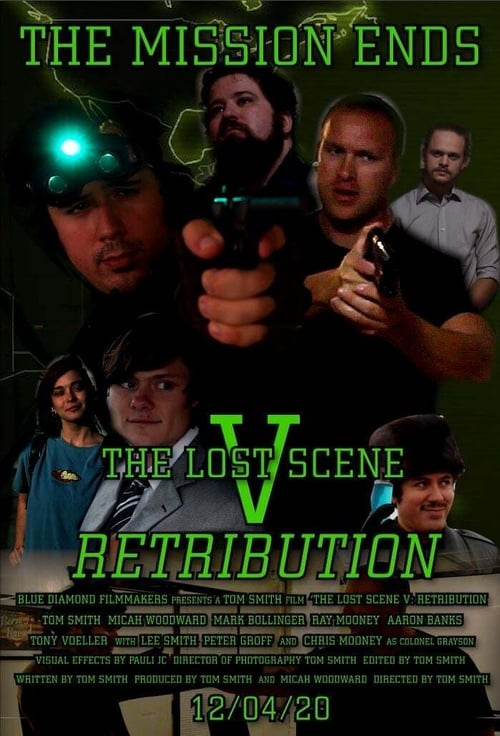 THE MISSION ENDS
V
THE LOST SCENE
RETRIBUTION
BLUE DIAMOND FILMMAKERS PRESENTS A TOM SMITH FILM "THE LOST SCENE V: RETRIBUTION
TOM SMITH MICAH WOODWARD MARK BOLLINGER RAY MOONEY AARON BANKS
TONY VOELLER WITH LEE SMITH, PETER GROFF AND CHRIS MOONEY AS COLONEL GRAYSON
VISUAL EFFECTS BY PAULI JC DIRECTOR OF PHOTOGRAPHY TOM SMITH EDITED BY TOM SMITH
WRITTEN BY TOM SMITH PRODUCED BY TOM SMITH AND MICAH WOODWARD DIRECTED BY TOM SMITH
12/04/20